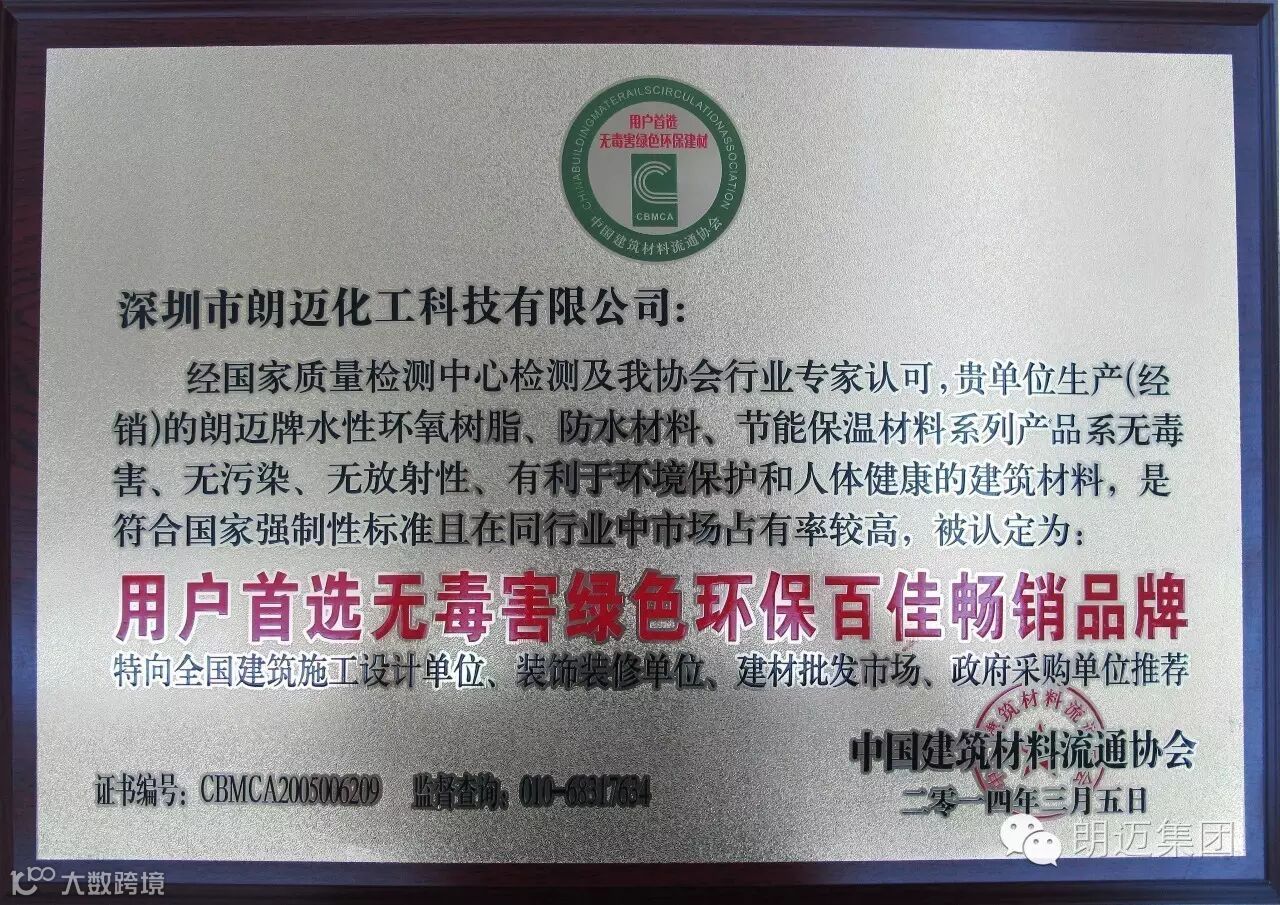 CHINABUILDINGMATERAILSCIRCULATIONASSOCIATION
用户首选
无毒害绿色环保建材
CBMCA
中国建筑材料流通协会
深圳市朗迈化工科技有限公司：
经国家质量检测中心检测及我协会行业专家认可，贵单位生产(经
销)的朗迈牌水性环氧树脂、防水材料、节能保温材料系列产品系无毒
害、无污染、无放射性、有利于环境保护和人体健康的建筑材料，是
符合国家强制性标准且在同行业中市场占有率较高，被认定为：
用户首选无毒害绿色环保百佳畅销品牌
特向全国建筑施工设计单位、装饰装修单位、建材批发市场、政府采购单位推荐
中国建筑材料流通协会
证书编号：CBMCA2005006209 监督查询：010-68317634
二零一四年三月五日
朗迈集团
大数跨境